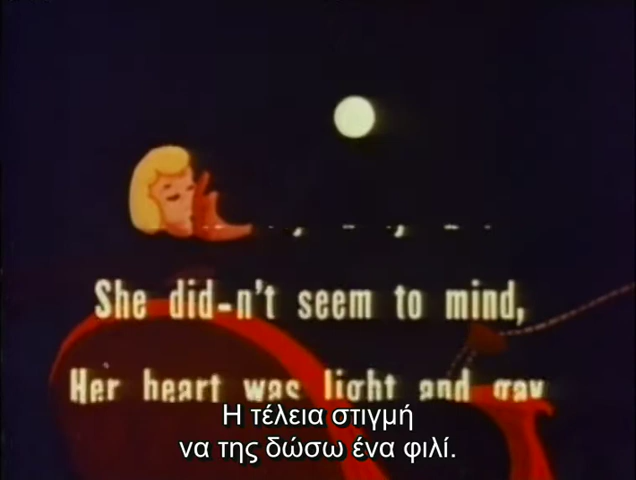 She did-n't seem to mind,
Her heart was light and gay
Η τέλεια στιγμή
να της δώσω ένα φιλί.